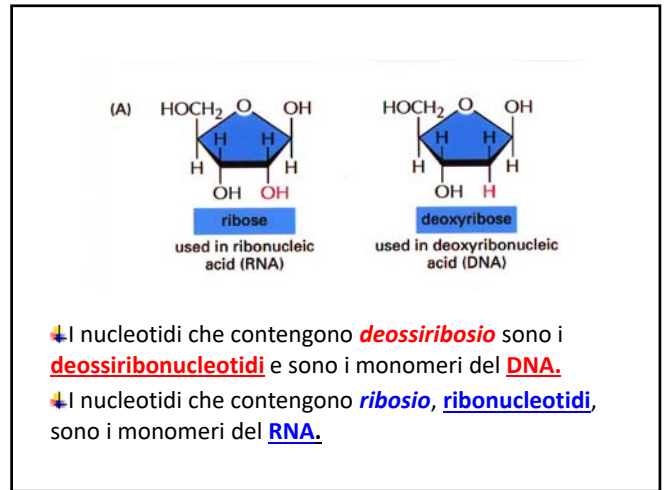 (A) HOCH2 O OH HOCH2 O OH
H H H H
H H H H
OH OH OH H
ribose deoxyribose
used in ribonucleic used in deoxyribonucleic
acid (RNA) acid (DNA)
I nucleotidi che contengono deossiribosio sono i
deossiribonucleotidi e sono i monomeri del DNA.
I nucleotidi che contengono ribosio, ribonucleotidi,
sono i monomeri del RNA.